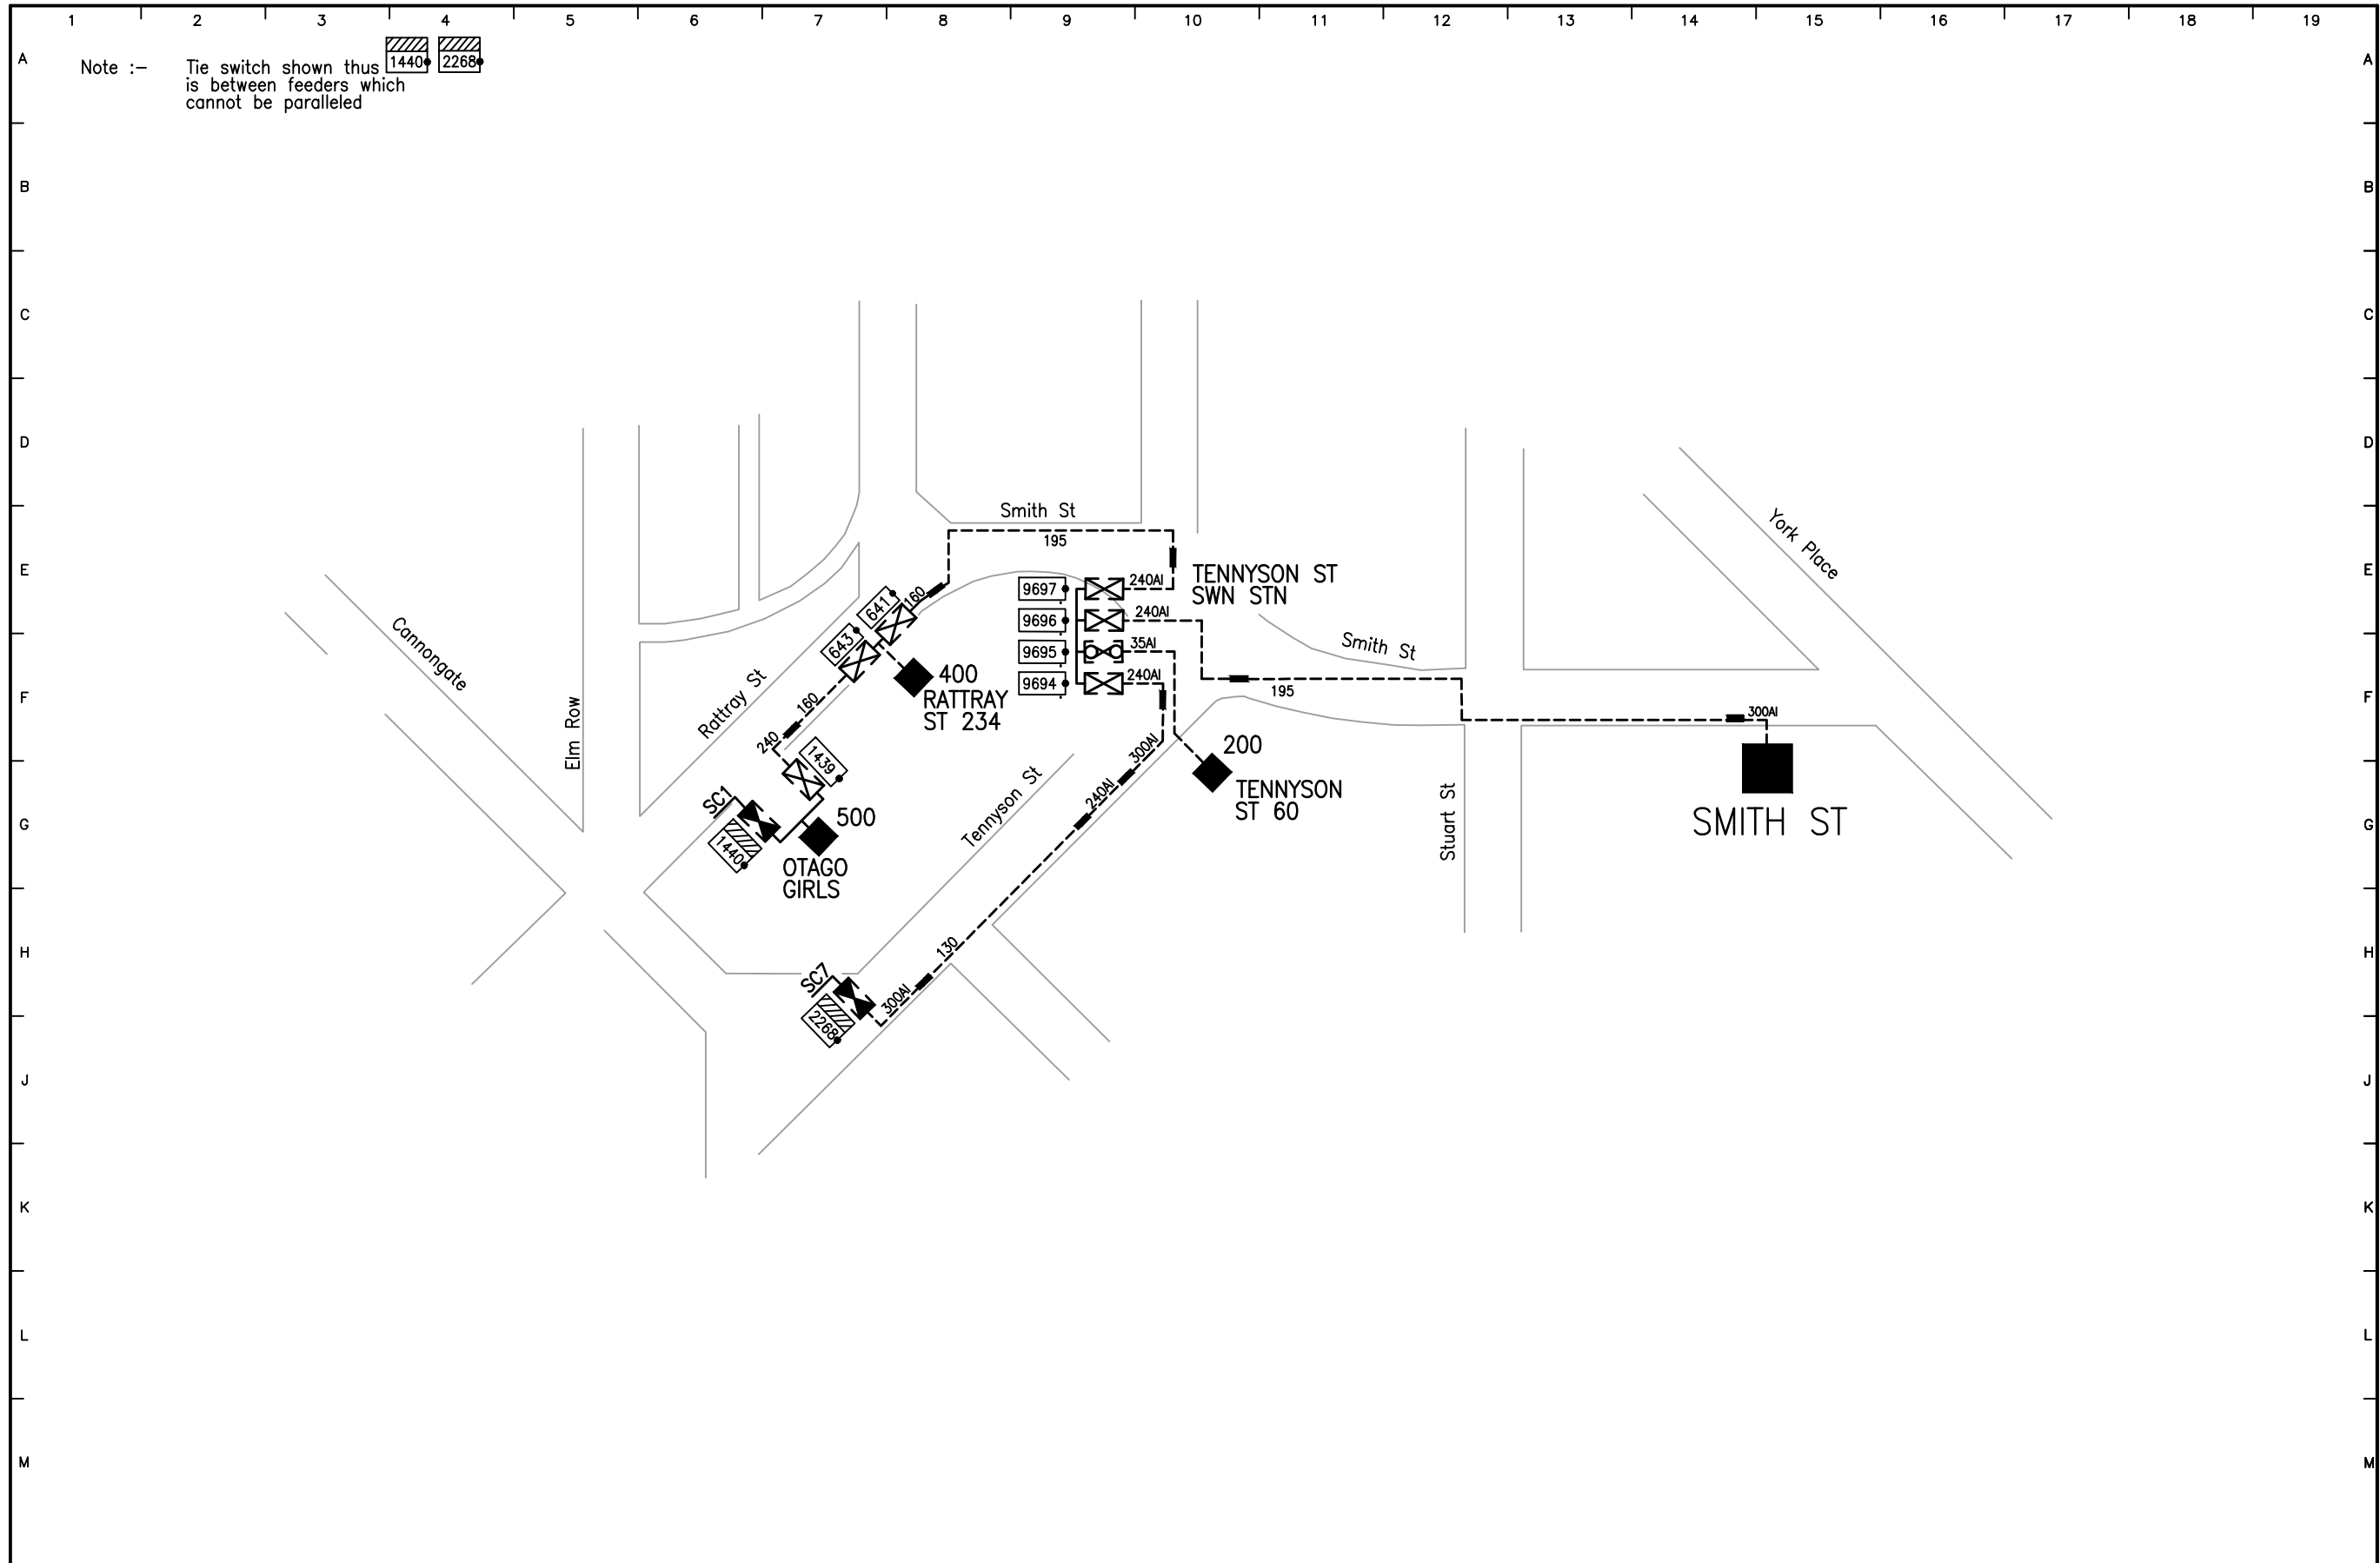 1 2 3 4 5 6 7 8 9 10 11 12 13 14 15 16 17 18 19
A A
1440 2268
Note :- Tie switch shown thus
is between feeders which
cannot be paralleled
B B
C C
D D
Smith St
195
York Place
E E
240Al
TENNYSON ST
SWN STN
9697
160
641
240Al
9696
Cannongate
643
35Al
9695
Smith St
400
RATTRAY
ST 234
240Al
9694
F F
195
300Al
Rattray St
160
Elm Row
240
1439
300Al
200
TENNYSON
ST 60
240Al
Tennyson St
Stuart St
SMITH ST
SC1
1440
500
OTAGO
GIRLS
G G
H H
130
SC7
300Al
2268
J J
K K
L L
M M